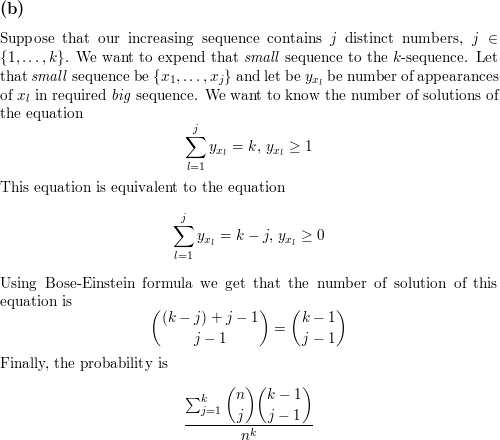 (b)
Suppose that our increasing sequence contains j distinct numbers, j ∈
{1, . . . , k}. We want to expend that small sequence to the k-sequence. Let
that small sequence be {x_1, . . . , x_j} and let be y_{x_l} be number of appearances
of x_l in required big sequence. We want to know the number of solutions of
the equation
\sum_{l=1}^{j} y_{x_l} = k, y_{x_l} ≥ 1
This equation is equivalent to the equation
\sum_{l=1}^{j} y_{x_l} = k − j, y_{x_l} ≥ 0
Using Bose-Einstein formula we get that the number of solution of this
equation is
\binom{(k − j) + j − 1}{j − 1} = \binom{k − 1}{j − 1}
Finally, the probability is
\frac{\sum_{j=1}^{k} \binom{n}{j} \binom{k − 1}{j − 1}}{n^k}